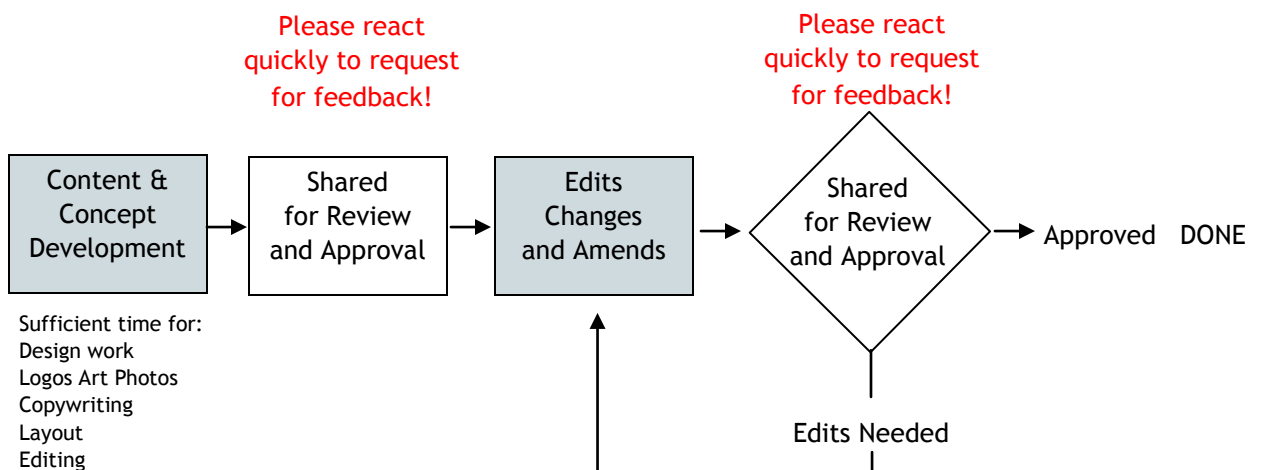 Please react
quickly to request
for feedback!
Please react
quickly to request
for feedback!
Content &
Concept
Development
Shared
for Review
and Approval
Edits
Changes
and Amends
Shared
for Review
and Approval
Approved DONE
Sufficient time for:
Design work
Logos Art Photos
Copywriting
Layout
Editing
Edits Needed